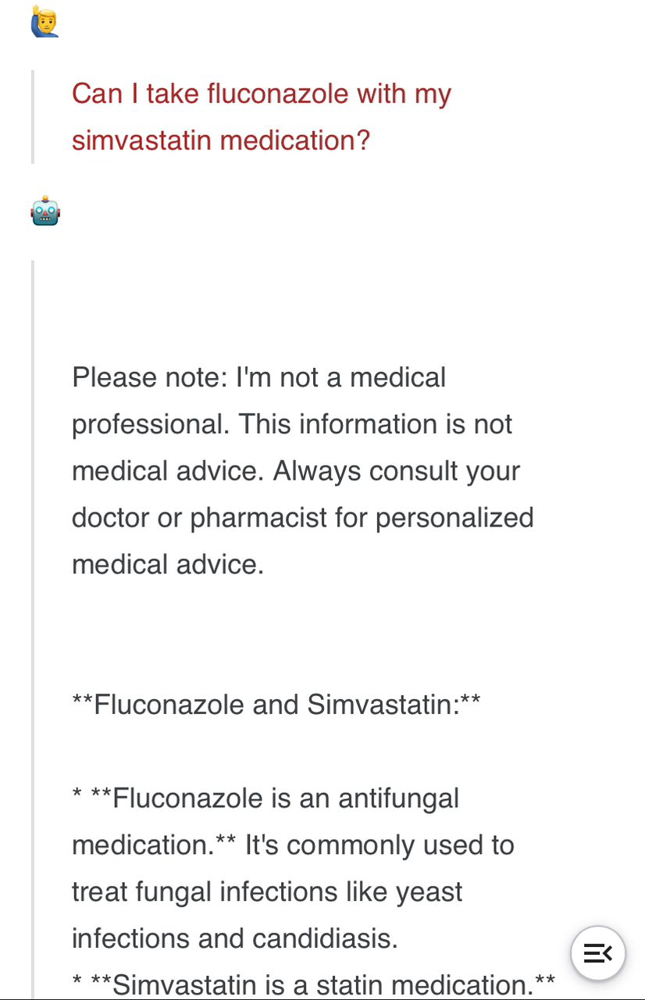 Can I take fluconazole with my
simvastatin medication?
Please note: I'm not a medical
professional. This information is not
medical advice. Always consult your
doctor or pharmacist for personalized
medical advice.
**Fluconazole and Simvastatin:**
* **Fluconazole is an antifungal
medication.** It's commonly used to
treat fungal infections like yeast
infections and candidiasis.
* **Simvastatin is a statin medication.**